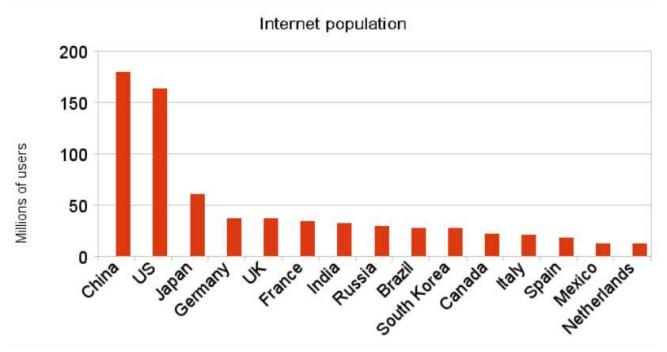 Internet population
Millions of users
200
150
100
50
0
China
US
Japan
Germany
UK
France
India
Russia
Brazil
South Korea
Canada
Italy
Spain
Mexico
Netherlands